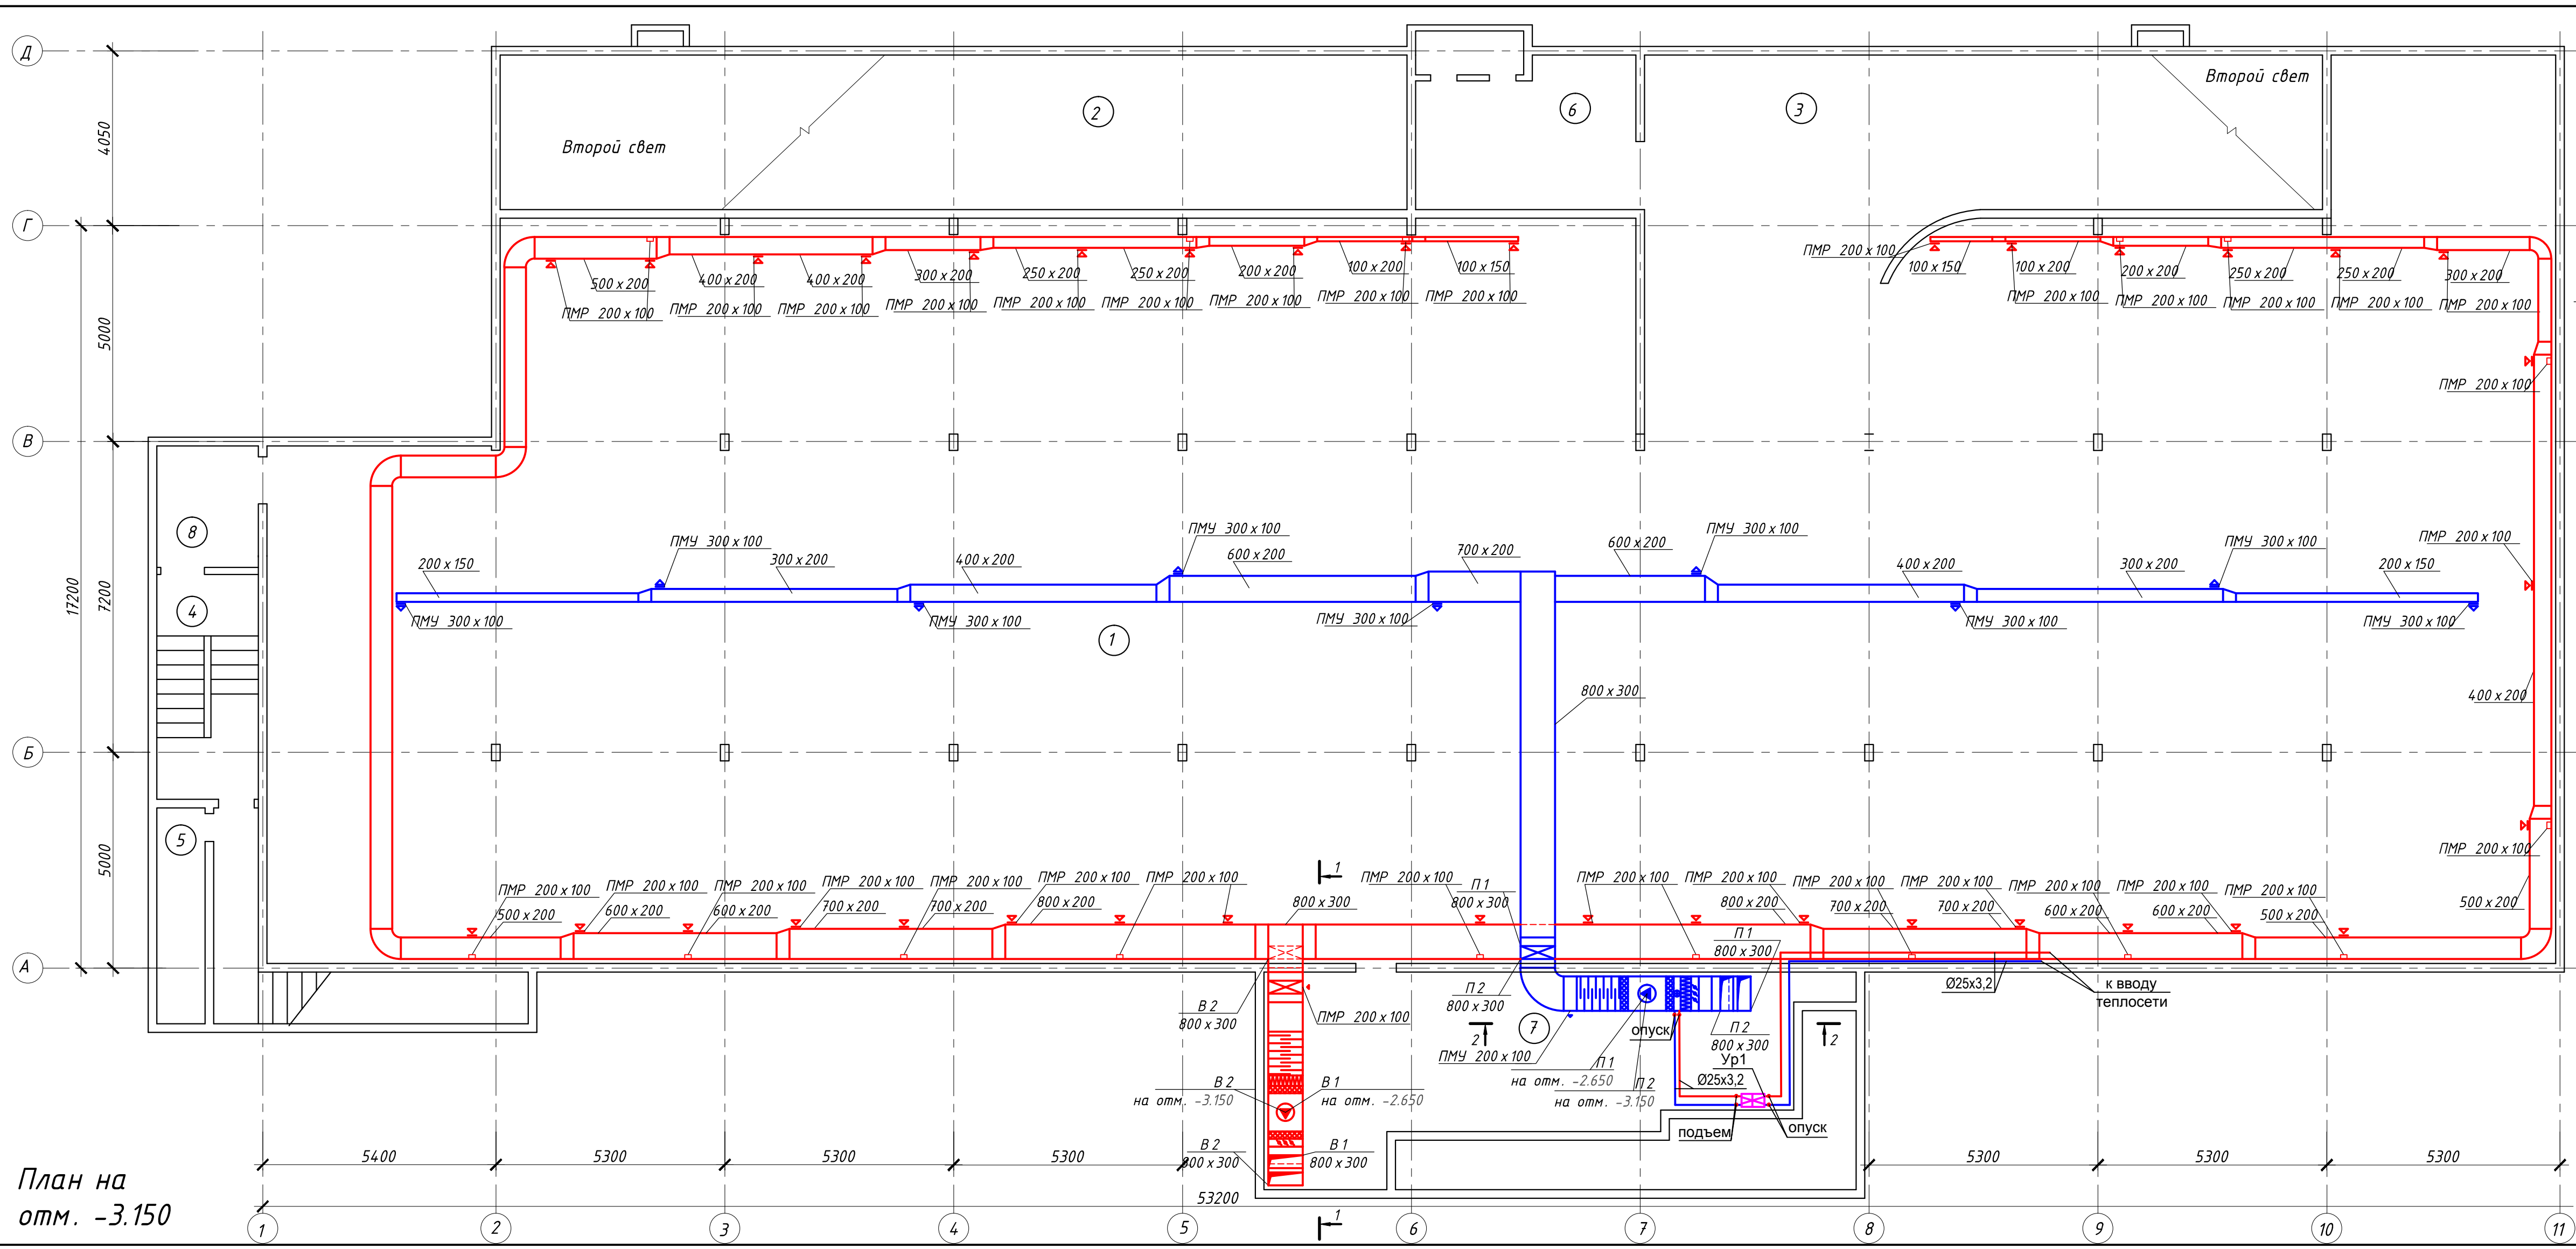 Д
Второй свет
2
6
3
Второй свет
4050
Г
500 x 200
400 x 200
400 x 200
300 x 200
250 x 200
250 x 200
200 x 200
100 x 200
100 x 150
ПМР 200 x 100
ПМР 200 x 100
ПМР 200 x 100
ПМР 200 x 100
ПМР 200 x 100
ПМР 200 x 100
ПМР 200 x 100
ПМР 200 x 100
ПМР 200 x 100
ПМР 200 x 100
100 x 150
100 x 200
200 x 200
250 x 200
250 x 200
300 x 200
ПМР 200 x 100
ПМР 200 x 100
ПМР 200 x 100
ПМР 200 x 100
ПМР 200 x 100
5000
ПМР 200 x 100
В
8
4
17200
7200
200 x 150
ПМУ 300 x 100
300 x 200
400 x 200
ПМУ 300 x 100
600 x 200
700 x 200
600 x 200
ПМУ 300 x 100
400 x 200
300 x 200
ПМУ 300 x 100
200 x 150
ПМР 200 x 100
ПМУ 300 x 100
ПМУ 300 x 100
ПМУ 300 x 100
ПМУ 300 x 100
ПМУ 300 x 100
1
800 x 300
400 x 200
Б
5
5000
ПМР 200 x 100
500 x 200
ПМР 200 x 100
ПМР 200 x 100
ПМР 200 x 100
ПМР 200 x 100
ПМР 200 x 100
ПМР 200 x 100
ПМР 200 x 100
1
ПМР 200 x 100
П 1
800 x 300
ПМР 200 x 100
ПМР 200 x 100
ПМР 200 x 100
ПМР 200 x 100
ПМР 200 x 100
ПМР 200 x 100
ПМР 200 x 100
500 x 200
600 x 200
600 x 200
700 x 200
700 x 200
800 x 200
800 x 300
800 x 200
700 x 200
700 x 200
600 x 200
600 x 200
500 x 200
П 1
800 x 300
А
В 2
800 x 300
ПМР 200 x 100
П 2
800 x 300
7
2
ПМУ 200 x 100
опуск
П 2
800 x 300
2
Ø25x3,2
к вводу
теплосети
П 1
на отм. -2.650
П 2
на отм. -3.150
Ур1
Ø25x3,2
В 2
на отм. -3.150
В 1
на отм. -2.650
подъем
опуск
В 2
800 x 300
В 1
800 x 300
5400
5300
5300
5300
5300
5300
5300
53200
План на
отм. -3.150
1
1
2
3
4
5
6
7
8
9
10
11